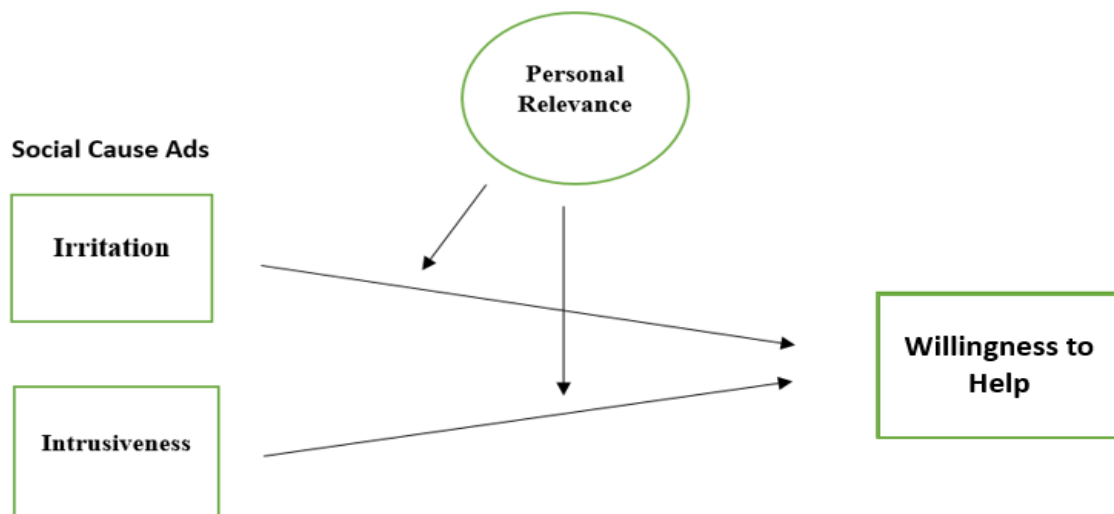 Personal
Relevance
Social Cause Ads
Irritation
Willingness to
Help
Intrusiveness